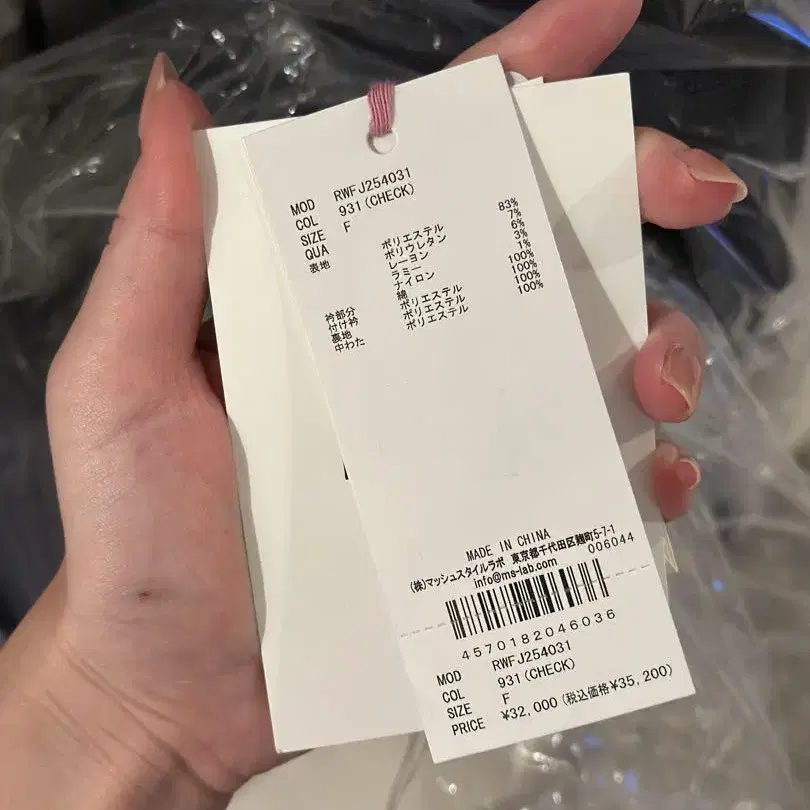 MOD RWFJ254031
COL 931(CHECK)
SIZE F
QUA
表地 ポリエステル 83%
ポリウレタン 7%
レーヨン 6%
ラミー 3%
ナイロン 1%
衿部分 綿 100%
付け衿 ポリエステル 100%
裏地 ポリエステル 100%
中わた ポリエステル 100%
MADE IN CHINA
(株)マッシュスタイルラボ 東京都千代田区麹町5-7-1
info@ms-lab.com 006044
4570182046036
MOD RWFJ254031
COL 931(CHECK)
SIZE F
PRICE ¥32,000(税込価格¥35,200)